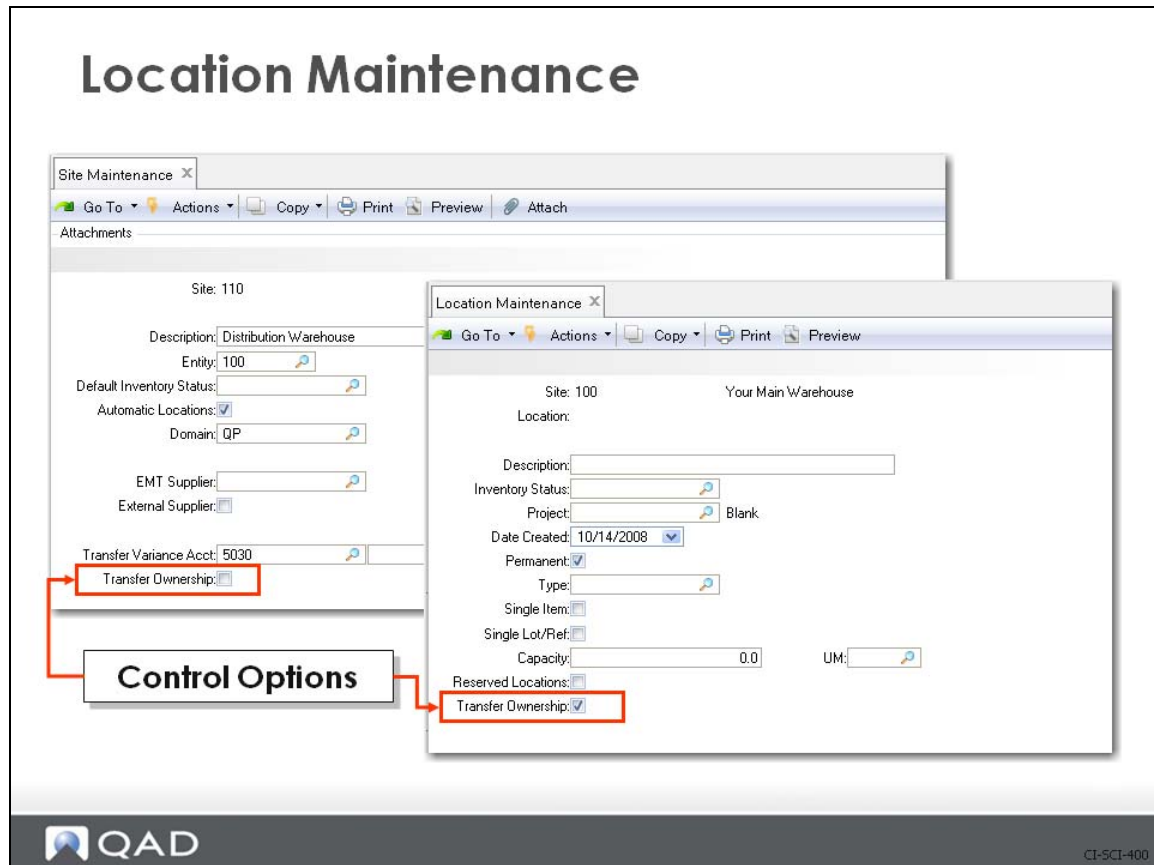 Location Maintenance
Site Maintenance
Go To Actions Copy Print Preview Attach
Attachments
Site: 110
Description: Distribution Warehouse
Entity: 100
Default Inventory Status:
Automatic Locations:
Domain: QP
EMT Supplier:
External Supplier:
Transfer Variance Acct: 5030
Transfer Ownership:
Location Maintenance
Go To Actions Copy Print Preview
Site: 100 Your Main Warehouse
Location:
Description:
Inventory Status:
Project: Blank
Date Created: 10/14/2008
Permanent:
Type:
Single Item:
Single Lot/Ref:
Capacity: 0.0 UM:
Reserved Locations:
Transfer Ownership:
Control Options
QAD
CI-SCI-400